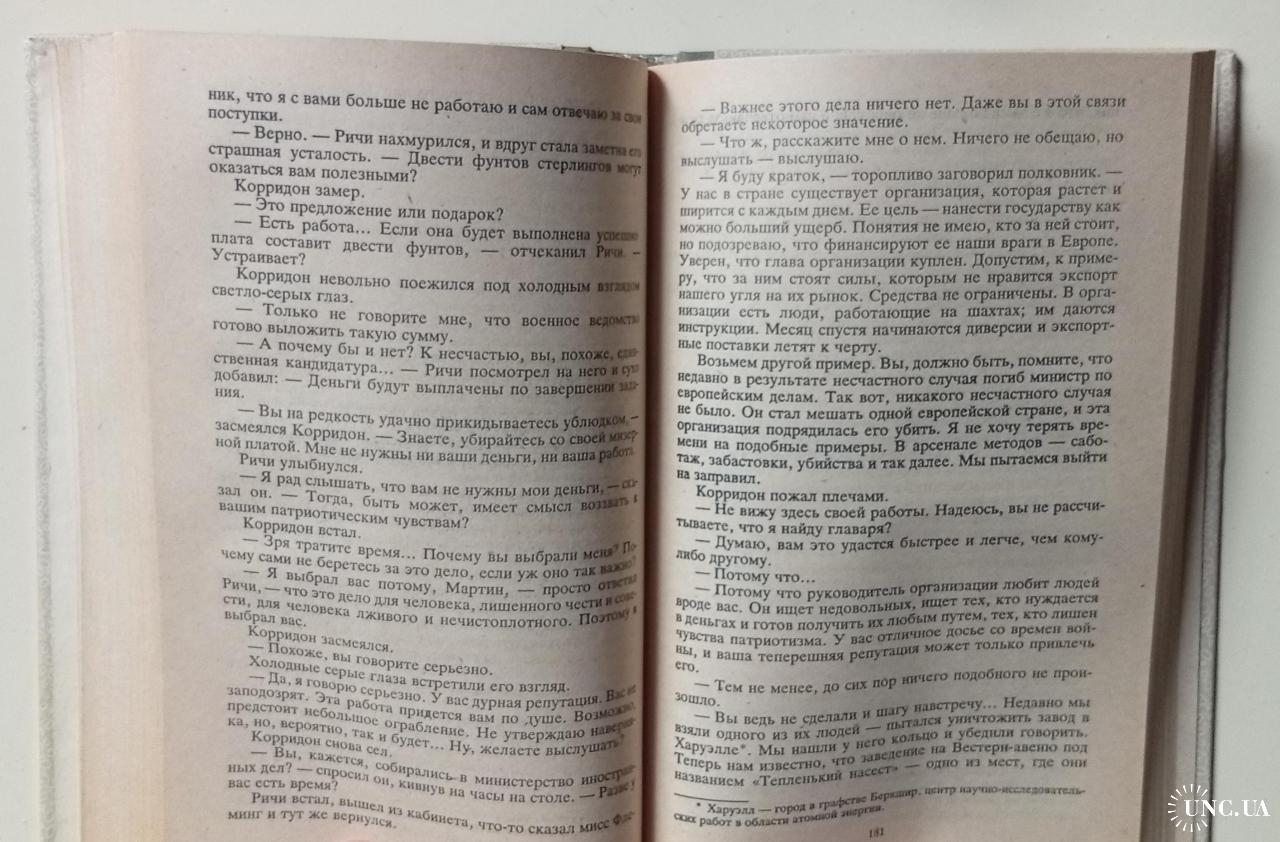 ник, что я с вами больше не работаю и сам отвечаю за свои
поступки.
— Верно. — Ричи нахмурился, и вдруг стала заметна его
страшная усталость. — Двести фунтов стерлингов могут
оказаться вам полезными?
Корридон замер.
— Это предложение или подарок?
— Есть работа... Если она будет выполнена успешно
плата составит двести фунтов, — отчеканил Ричи. —
Устраивает?
Корридон невольно поежился под холодным взглядом
светло-серых глаз.
— Только не говорите мне, что военное ведомство
готово выложить такую сумму.
— А почему бы и нет? К несчастью, вы, похоже, един-
ственная кандидатура... — Ричи посмотрел на него и сухо
добавил: — Деньги будут выплачены по завершении зада-
ния.
— Вы на редкость удачно прикидываетесь ублюдком, —
засмеялся Корридон. — Знаете, убирайтесь со своей мизер-
ной платой. Мне не нужны ни ваши деньги, ни ваша работа.
Ричи улыбнулся.
— Я рад слышать, что вам не нужны мои деньги, — ска-
зал он. — Тогда, быть может, имеет смысл воззвать к
вашим патриотическим чувствам?
Корридон встал.
— Зря тратите время... Почему вы выбрали меня? По-
чему сами не беретесь за это дело, если уж оно так важно?
— Я выбрал вас потому, Мартин, — просто ответил
Ричи, — что это дело для человека, лишенного чести и сове-
сти, для человека лживого и нечистоплотного. Поэтому я
выбрал вас.
Корридон засмеялся.
— Похоже, вы говорите серьезно.
Холодные серые глаза встретили его взгляд.
— Да, я говорю серьезно. У вас дурная репутация. Вас не
заподозрят. Эта работа придется вам по душе. Возможно,
предстоит небольшое ограбление. Не утверждаю наверня-
ка, но, вероятно, так и будет... Ну, желаете выслушать?
Корридон снова сел.
— Вы, кажется, собирались в министерство иностран-
ных дел? — спросил он, кивнув на часы на столе. — Разве у
вас есть время?
Ричи встал, вышел из кабинета, что-то сказал мисс Фле-
минг и тут же вернулся.
— Важнее этого дела ничего нет. Даже вы в этой связи
обретаете некоторое значение.
— Что ж, расскажите мне о нем. Ничего не обещаю, но
выслушать — выслушаю.
— Я буду краток, — торопливо заговорил полковник. —
У нас в стране существует организация, которая растет и
ширится с каждым днем. Ее цель — нанести государству как
можно больший ущерб. Понятия не имею, кто за ней стоит,
но подозреваю, что финансируют ее наши враги в Европе.
Уверен, что глава организации куплен. Допустим, к приме-
ру, что за ним стоят силы, которым не нравится экспорт
нашего угля на их рынок. Средства не ограничены. В орга-
низации есть люди, работающие на шахтах; им даются
инструкции. Месяц спустя начинаются диверсии и экспорт-
ные поставки летят к черту.
Возьмем другой пример. Вы, должно быть, помните, что
недавно в результате несчастного случая погиб министр по
европейским делам. Так вот, никакого несчастного случая
не было. Он стал мешать одной европейской стране, и эта
организация подрядилась его убить. Я не хочу терять вре-
мени на подобные примеры. В арсенале методов — сабо-
таж, забастовки, убийства и так далее. Мы пытаемся выйти
на заправил.
Корридон пожал плечами.
— Не вижу здесь своей работы. Надеюсь, вы не рассчи-
тываете, что я найду главаря?
— Думаю, вам это удастся быстрее и легче, чем кому-
либо другому.
— Потому что...
— Потому что руководитель организации любит людей
вроде вас. Он ищет недовольных, ищет тех, кто нуждается
в деньгах и готов получить их любым путем, тех, кто лишен
чувства патриотизма. У вас отличное досье со времен вой-
ны, и ваша теперешняя репутация может только привлечь
его.
— Тем не менее, до сих пор ничего подобного не прои-
зошло.
— Вы ведь не сделали и шагу навстречу... Недавно мы
взяли одного из их людей — пытался уничтожить завод в
Харуэлле*. Мы нашли у него кольцо и убедили говорить.
Теперь нам известно, что заведение на Вестерн-авеню под
названием «Тепленький насест» — одно из мест, где они
* Харуэлл — город в графстве Беркшир, центр научно-исследователь-
ских работ в области атомной энергии.
181
UNC.UA